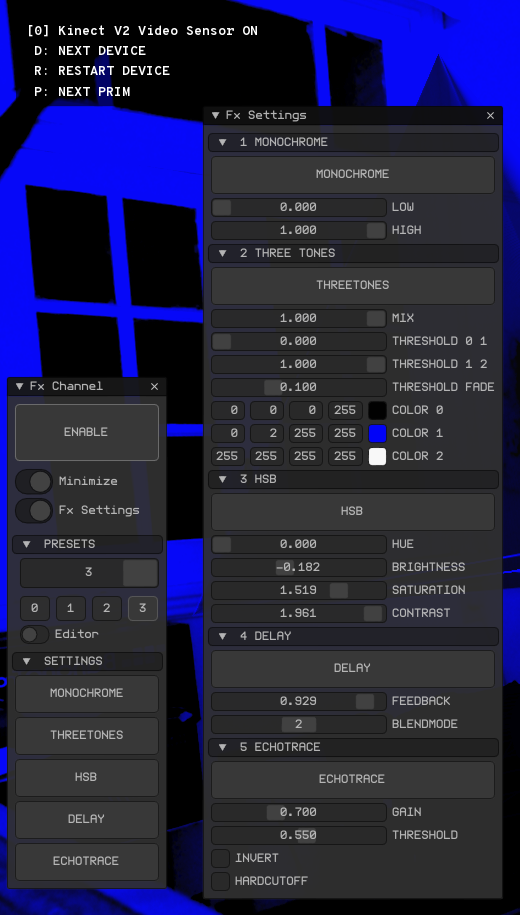 [0] Kinect V2 Video Sensor ON
D: NEXT DEVICE
R: RESTART DEVICE
P: NEXT PRIM
Fx Settings
1 MONOCHROME
MONOCHROME
0.000 LOW
1.000 HIGH
2 THREE TONES
THREETONES
1.000 MIX
0.000 THRESHOLD 0 1
1.000 THRESHOLD 1 2
0.100 THRESHOLD FADE
0 0 0 255 COLOR 0
0 2 255 255 COLOR 1
255 255 255 255 COLOR 2
3 HSB
HSB
0.000 HUE
-0.182 BRIGHTNESS
1.519 SATURATION
1.961 CONTRAST
4 DELAY
DELAY
0.929 FEEDBACK
2 BLENDMODE
5 ECHOTRACE
ECHOTRACE
0.700 GAIN
0.550 THRESHOLD
INVERT
HARDCUTOFF
Fx Channel
ENABLE
Minimize
Fx Settings
PRESETS
3
0 1 2 3
Editor
SETTINGS
MONOCHROME
THREETONES
HSB
DELAY
ECHOTRACE